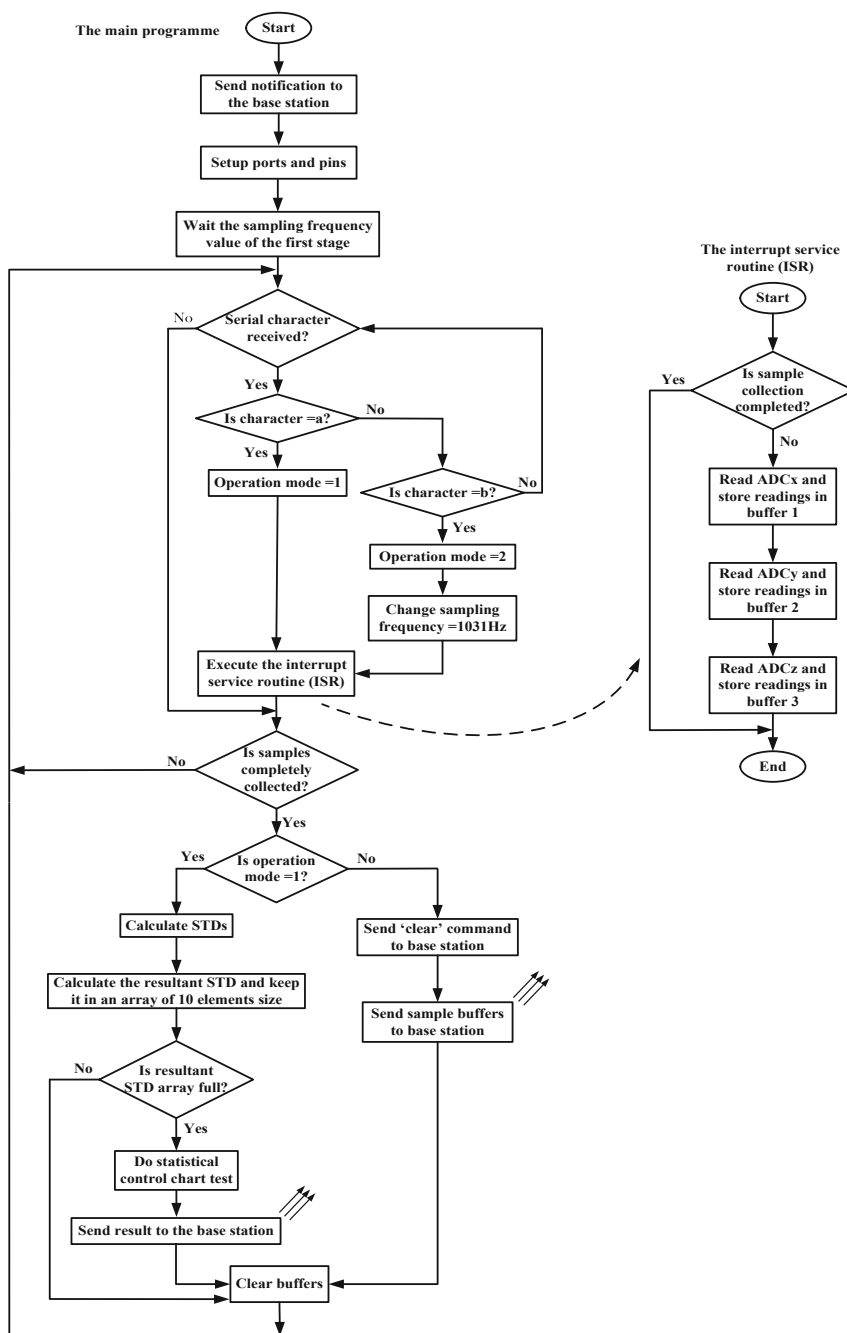 The main programme
Start
Send notification to
the base station
Setup ports and pins
Wait the sampling frequency
value of the first stage
No
Serial character
received?
Yes
Is character =a?
No
Yes
Operation mode =1
Is character =b?
No
Yes
Operation mode =2
Change sampling
frequency =1031Hz
Execute the interrupt
service routine (ISR)
No
Is samples
completely
collected?
Yes
Yes
Is operation
mode =1?
No
Calculate STDs
Send ‘clear’ command
to base station
Calculate the resultant STD and keep
it in an array of 10 elements size
Send sample buffers
to base station
No
Is resultant
STD array full?
Yes
Do statistical
control chart test
Send result to the base station
Clear buffers
The interrupt service
routine (ISR)
Start
Yes
Is sample
collection
completed?
No
Read ADCx and
store readings in
buffer 1
Read ADCy and
store readings in
buffer 2
Read ADCz and
store readings in
buffer 3
End